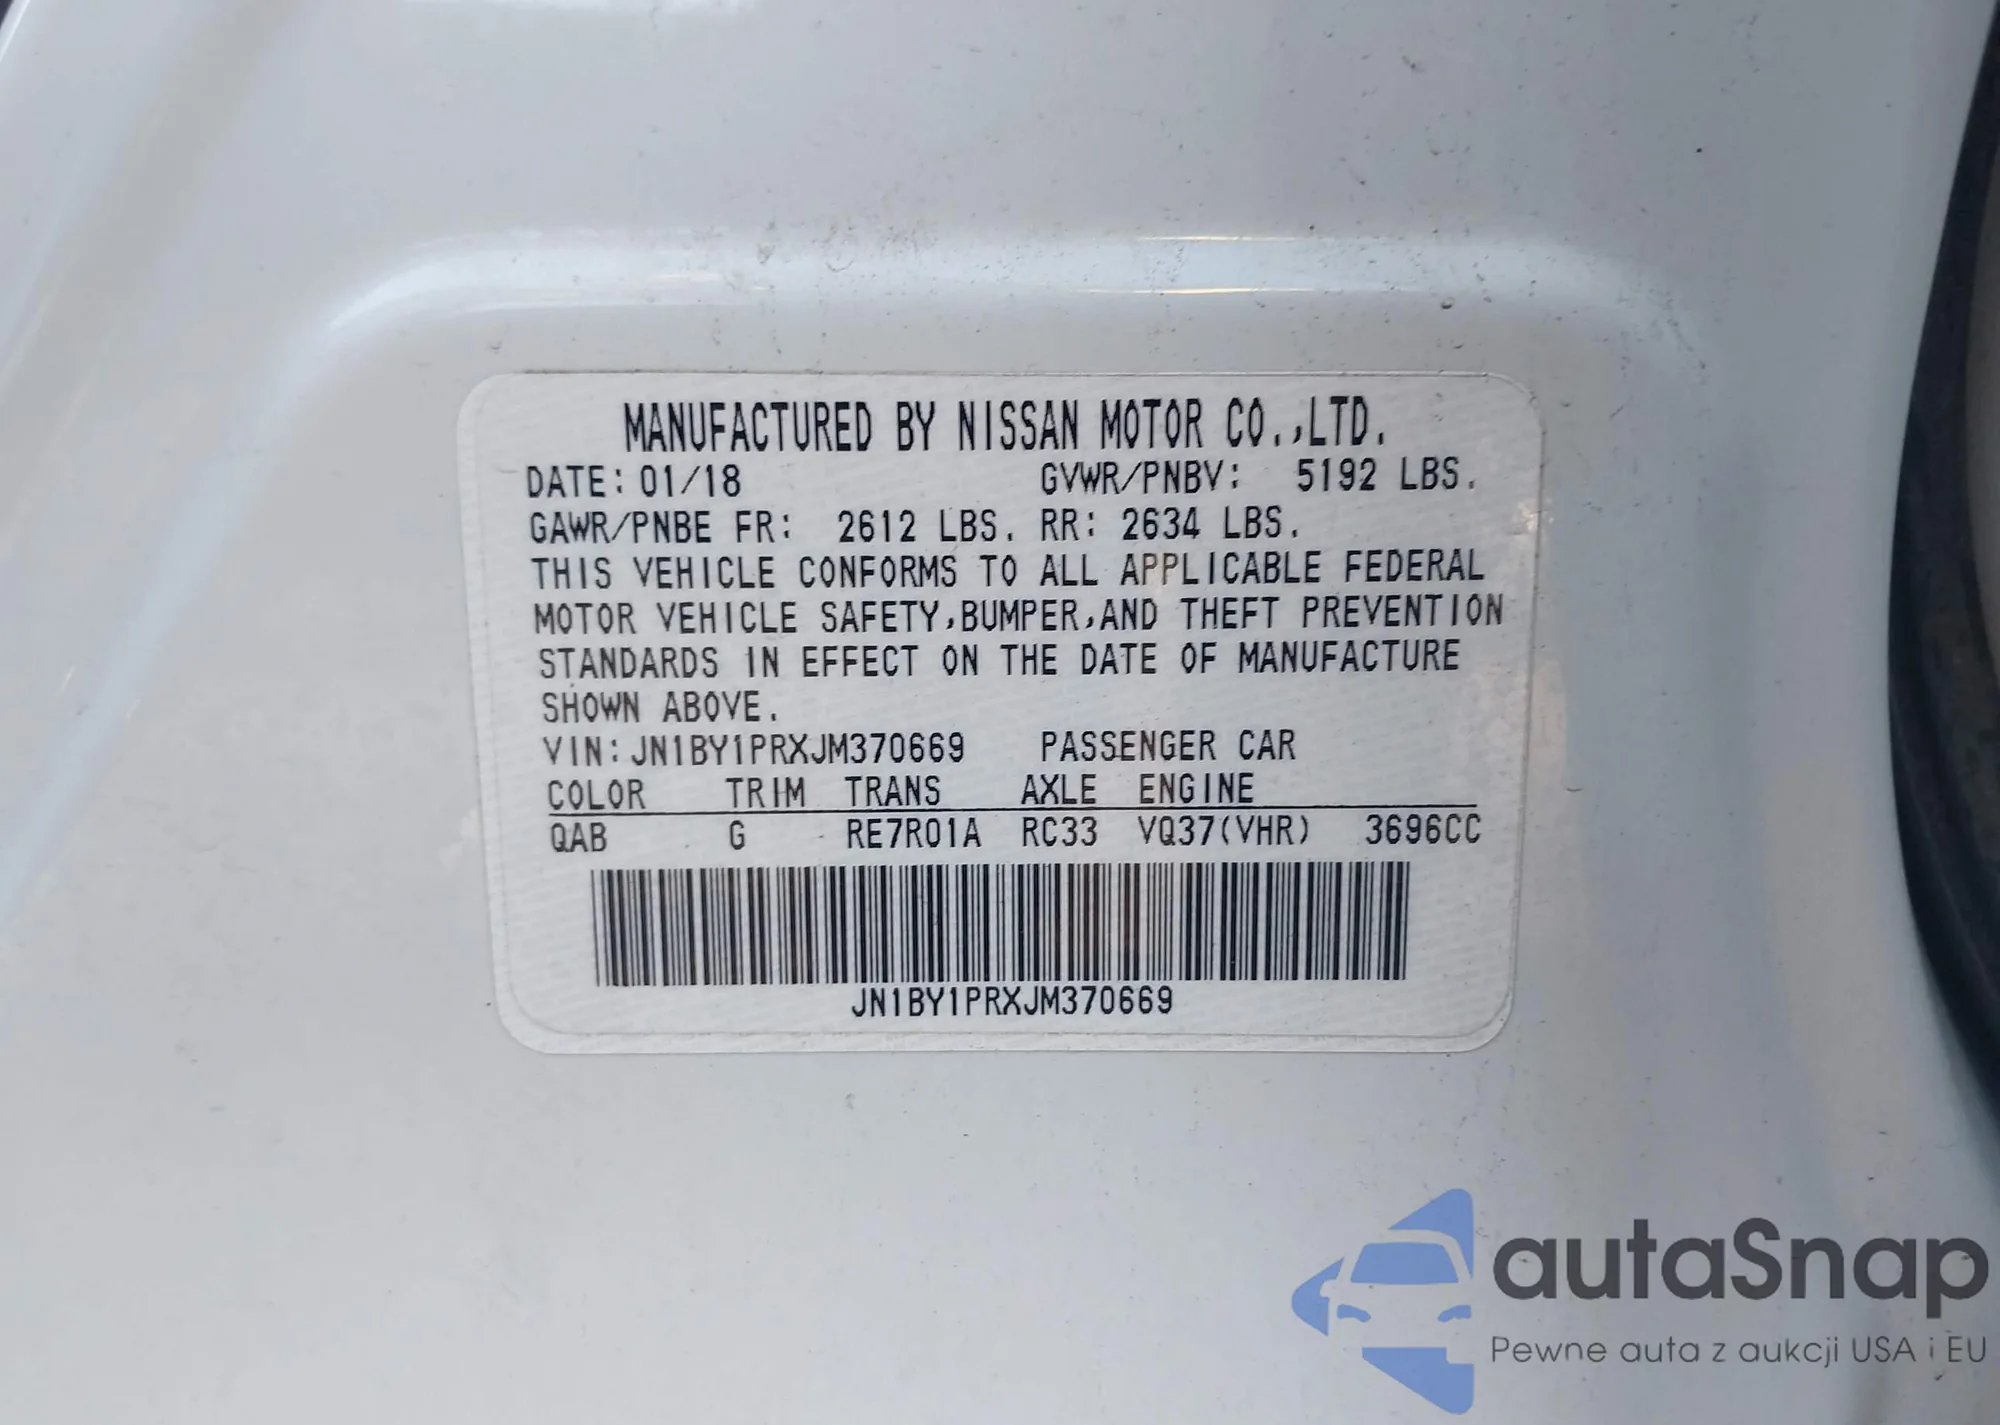 MANUFACTURED BY NISSAN MOTOR CO.,LTD.
DATE: 01/18 GVWR/PNBV: 5192 LBS.
GAWR/PNBE FR: 2612 LBS. RR: 2634 LBS.
THIS VEHICLE CONFORMS TO ALL APPLICABLE FEDERAL
MOTOR VEHICLE SAFETY,BUMPER,AND THEFT PREVENTION
STANDARDS IN EFFECT ON THE DATE OF MANUFACTURE
SHOWN ABOVE.
VIN:JN1BY1PRXJM370669 PASSENGER CAR
COLOR TRIM TRANS AXLE ENGINE
QAB G RE7R01A RC33 VQ37(VHR) 3696CC
JN1BY1PRXJM370669
autaSnap
Pewne auta z aukcji USA i EU